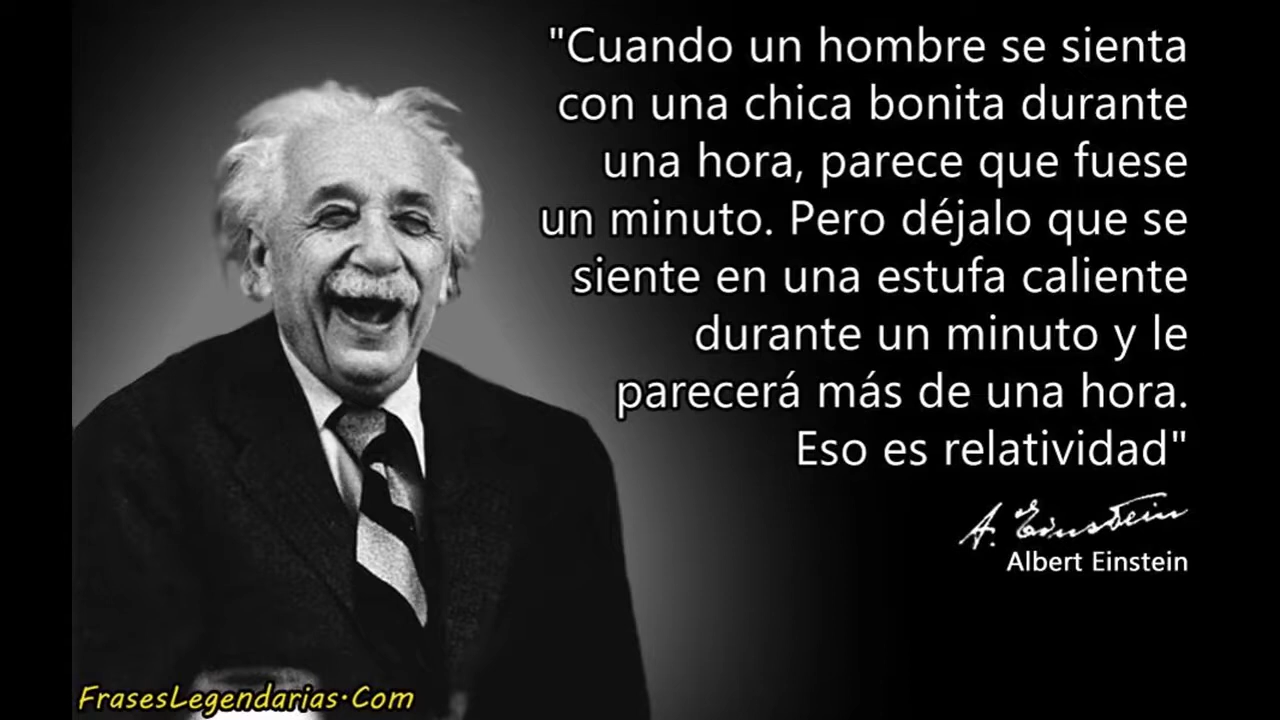 "Cuando un hombre se sienta
con una chica bonita durante
una hora, parece que fuese
un minuto. Pero déjalo que se
siente en una estufa caliente
durante un minuto y le
parecerá más de una hora.
Eso es relatividad"
A. Einstein
Albert Einstein
FrasesLegendarias.Com